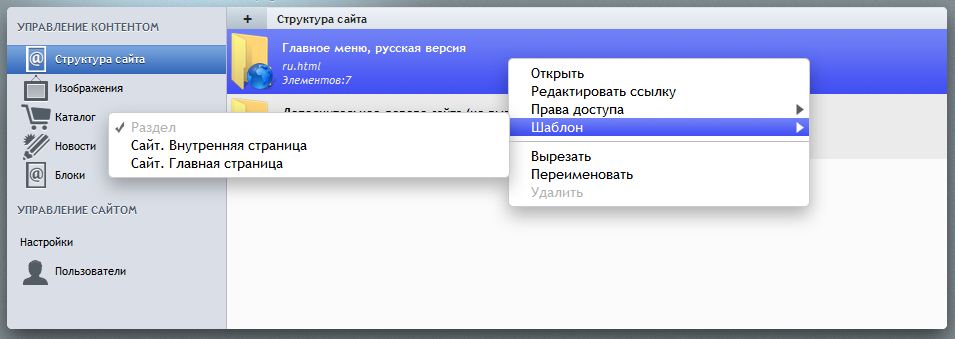 УПРАВЛЕНИЕ КОНТЕНТОМ
Структура сайта
Изображения
Каталог
Новости
Блоки
УПРАВЛЕНИЕ САЙТОМ
Настройки
Пользователи
+ Структура сайта
Главное меню, русская версия
ru.html
Элементов:7
Открыть
Редактировать ссылку
Права доступа
Шаблон
Вырезать
Переименовать
Удалить
Раздел
Сайт. Внутренняя страница
Сайт. Главная страница